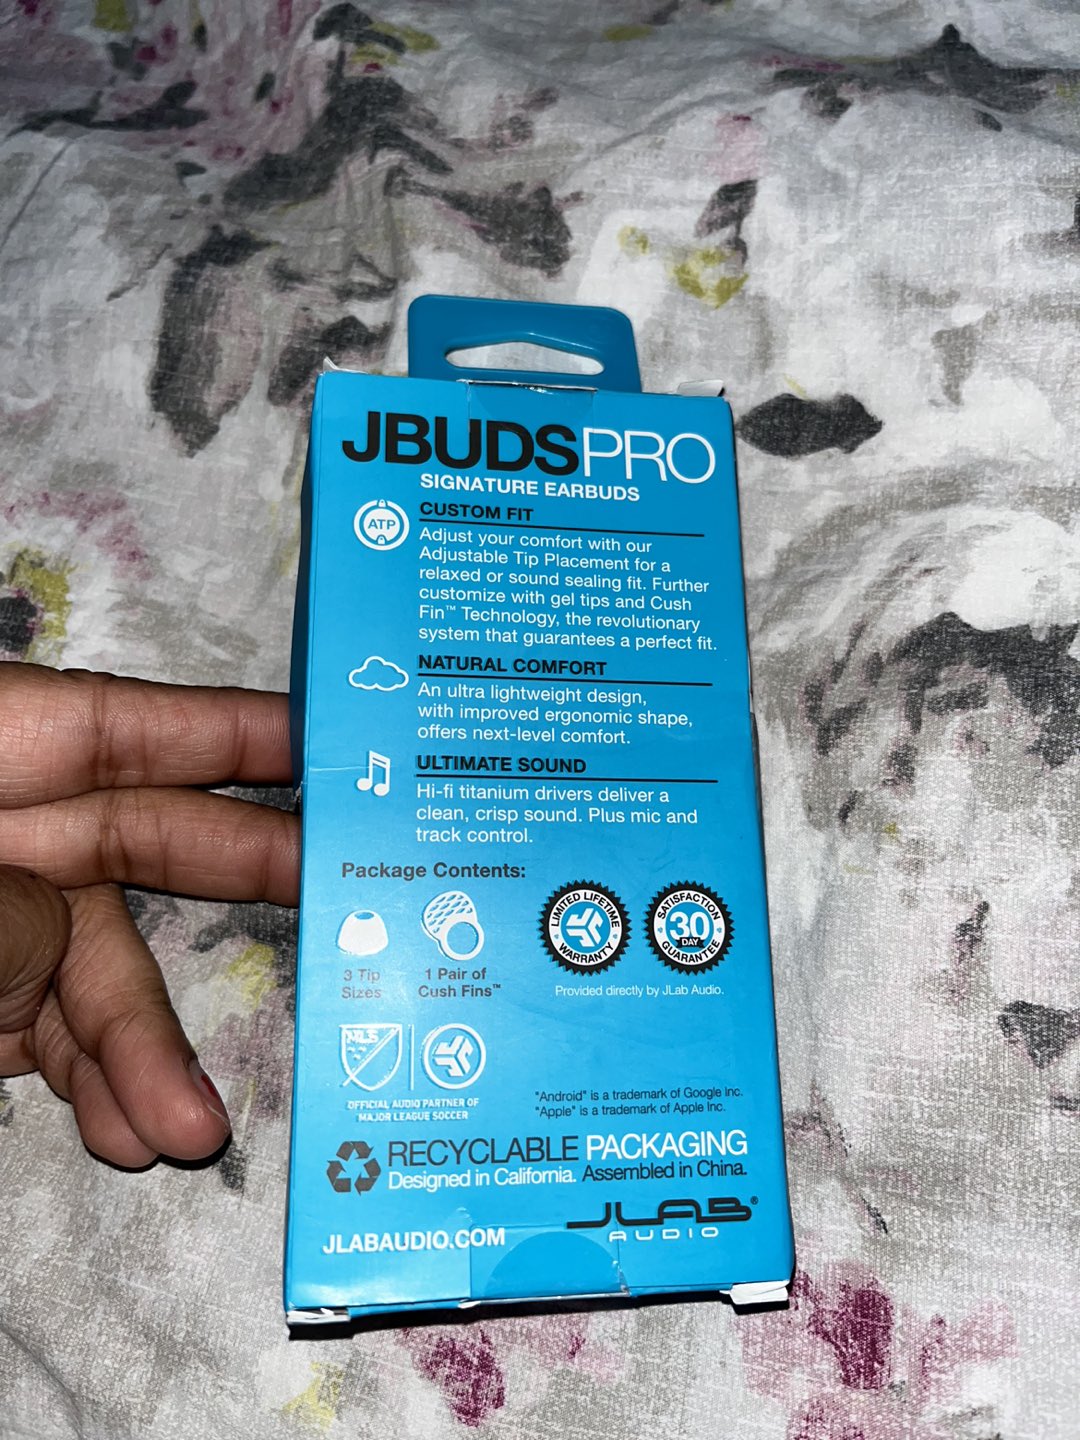 JBUDSPRO
SIGNATURE EARBUDS
ATP
CUSTOM FIT
Adjust your comfort with our
Adjustable Tip Placement for a
relaxed or sound sealing fit. Further
customize with gel tips and Cush
Fin™ Technology, the revolutionary
system that guarantees a perfect fit.
NATURAL COMFORT
An ultra lightweight design,
with improved ergonomic shape,
offers next-level comfort.
ULTIMATE SOUND
Hi-fi titanium drivers deliver a
clean, crisp sound. Plus mic and
track control.
Package Contents:
3 Tip
Sizes
1 Pair of
Cush Fins™
LIMITED LIFETIME
WARRANTY
SATISFACTION
30
DAY
GUARANTEE
Provided directly by JLab Audio.
MLS
OFFICIAL AUDIO PARTNER OF
MAJOR LEAGUE SOCCER
"Android" is a trademark of Google Inc.
"Apple" is a trademark of Apple Inc.
RECYCLABLE PACKAGING
Designed in California. Assembled in China.
JLABAUDIO.COM
JLAB®
AUDIO